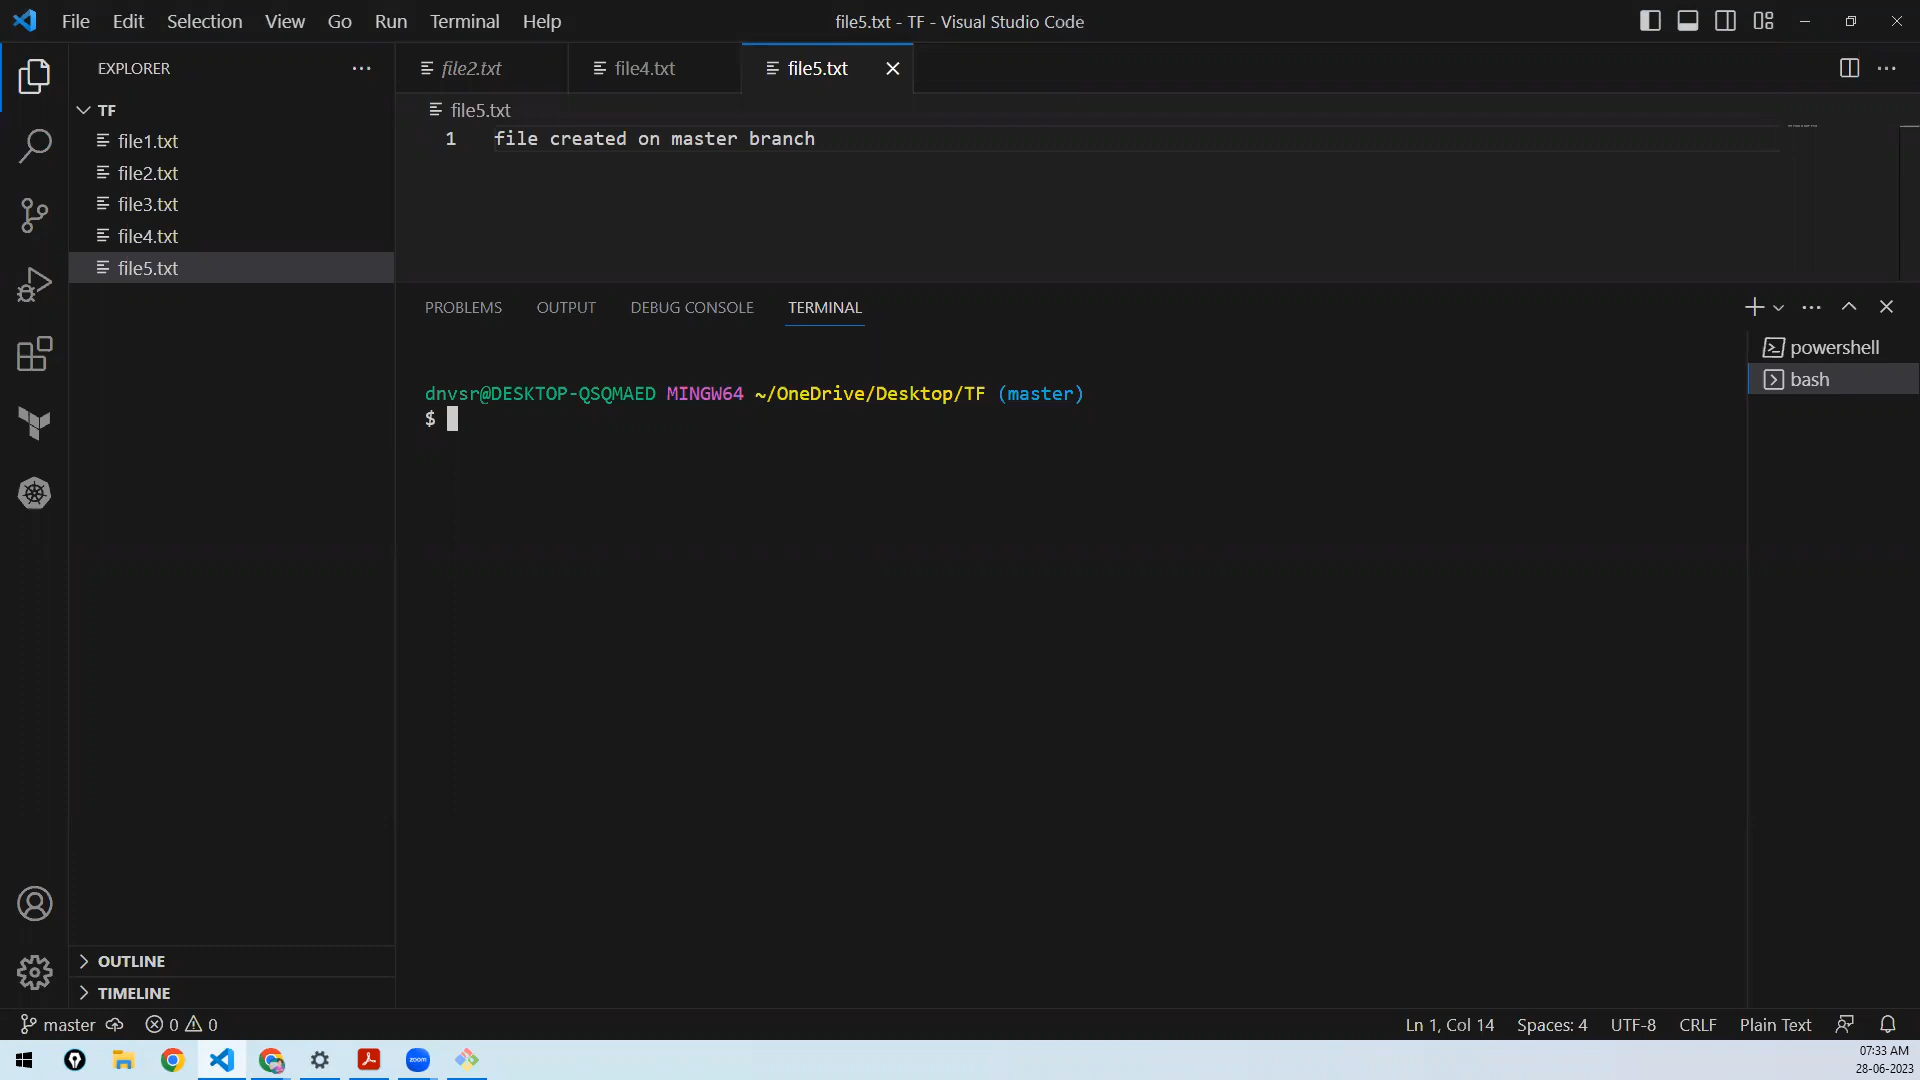 File Edit Selection View Go Run Terminal Help
file5.txt - TF - Visual Studio Code
EXPLORER
TF
file1.txt
file2.txt
file3.txt
file4.txt
file5.txt
OUTLINE
TIMELINE
file2.txt file4.txt file5.txt
file5.txt
1 file created on master branch
PROBLEMS OUTPUT DEBUG CONSOLE TERMINAL
dnvsr@DESKTOP-QSQMAED MINGW64 ~/OneDrive/Desktop/TF (master)
$
powershell
bash
master 0 0
Ln 1, Col 14 Spaces: 4 UTF-8 CRLF Plain Text
zoom
07:33 AM
28-06-2023